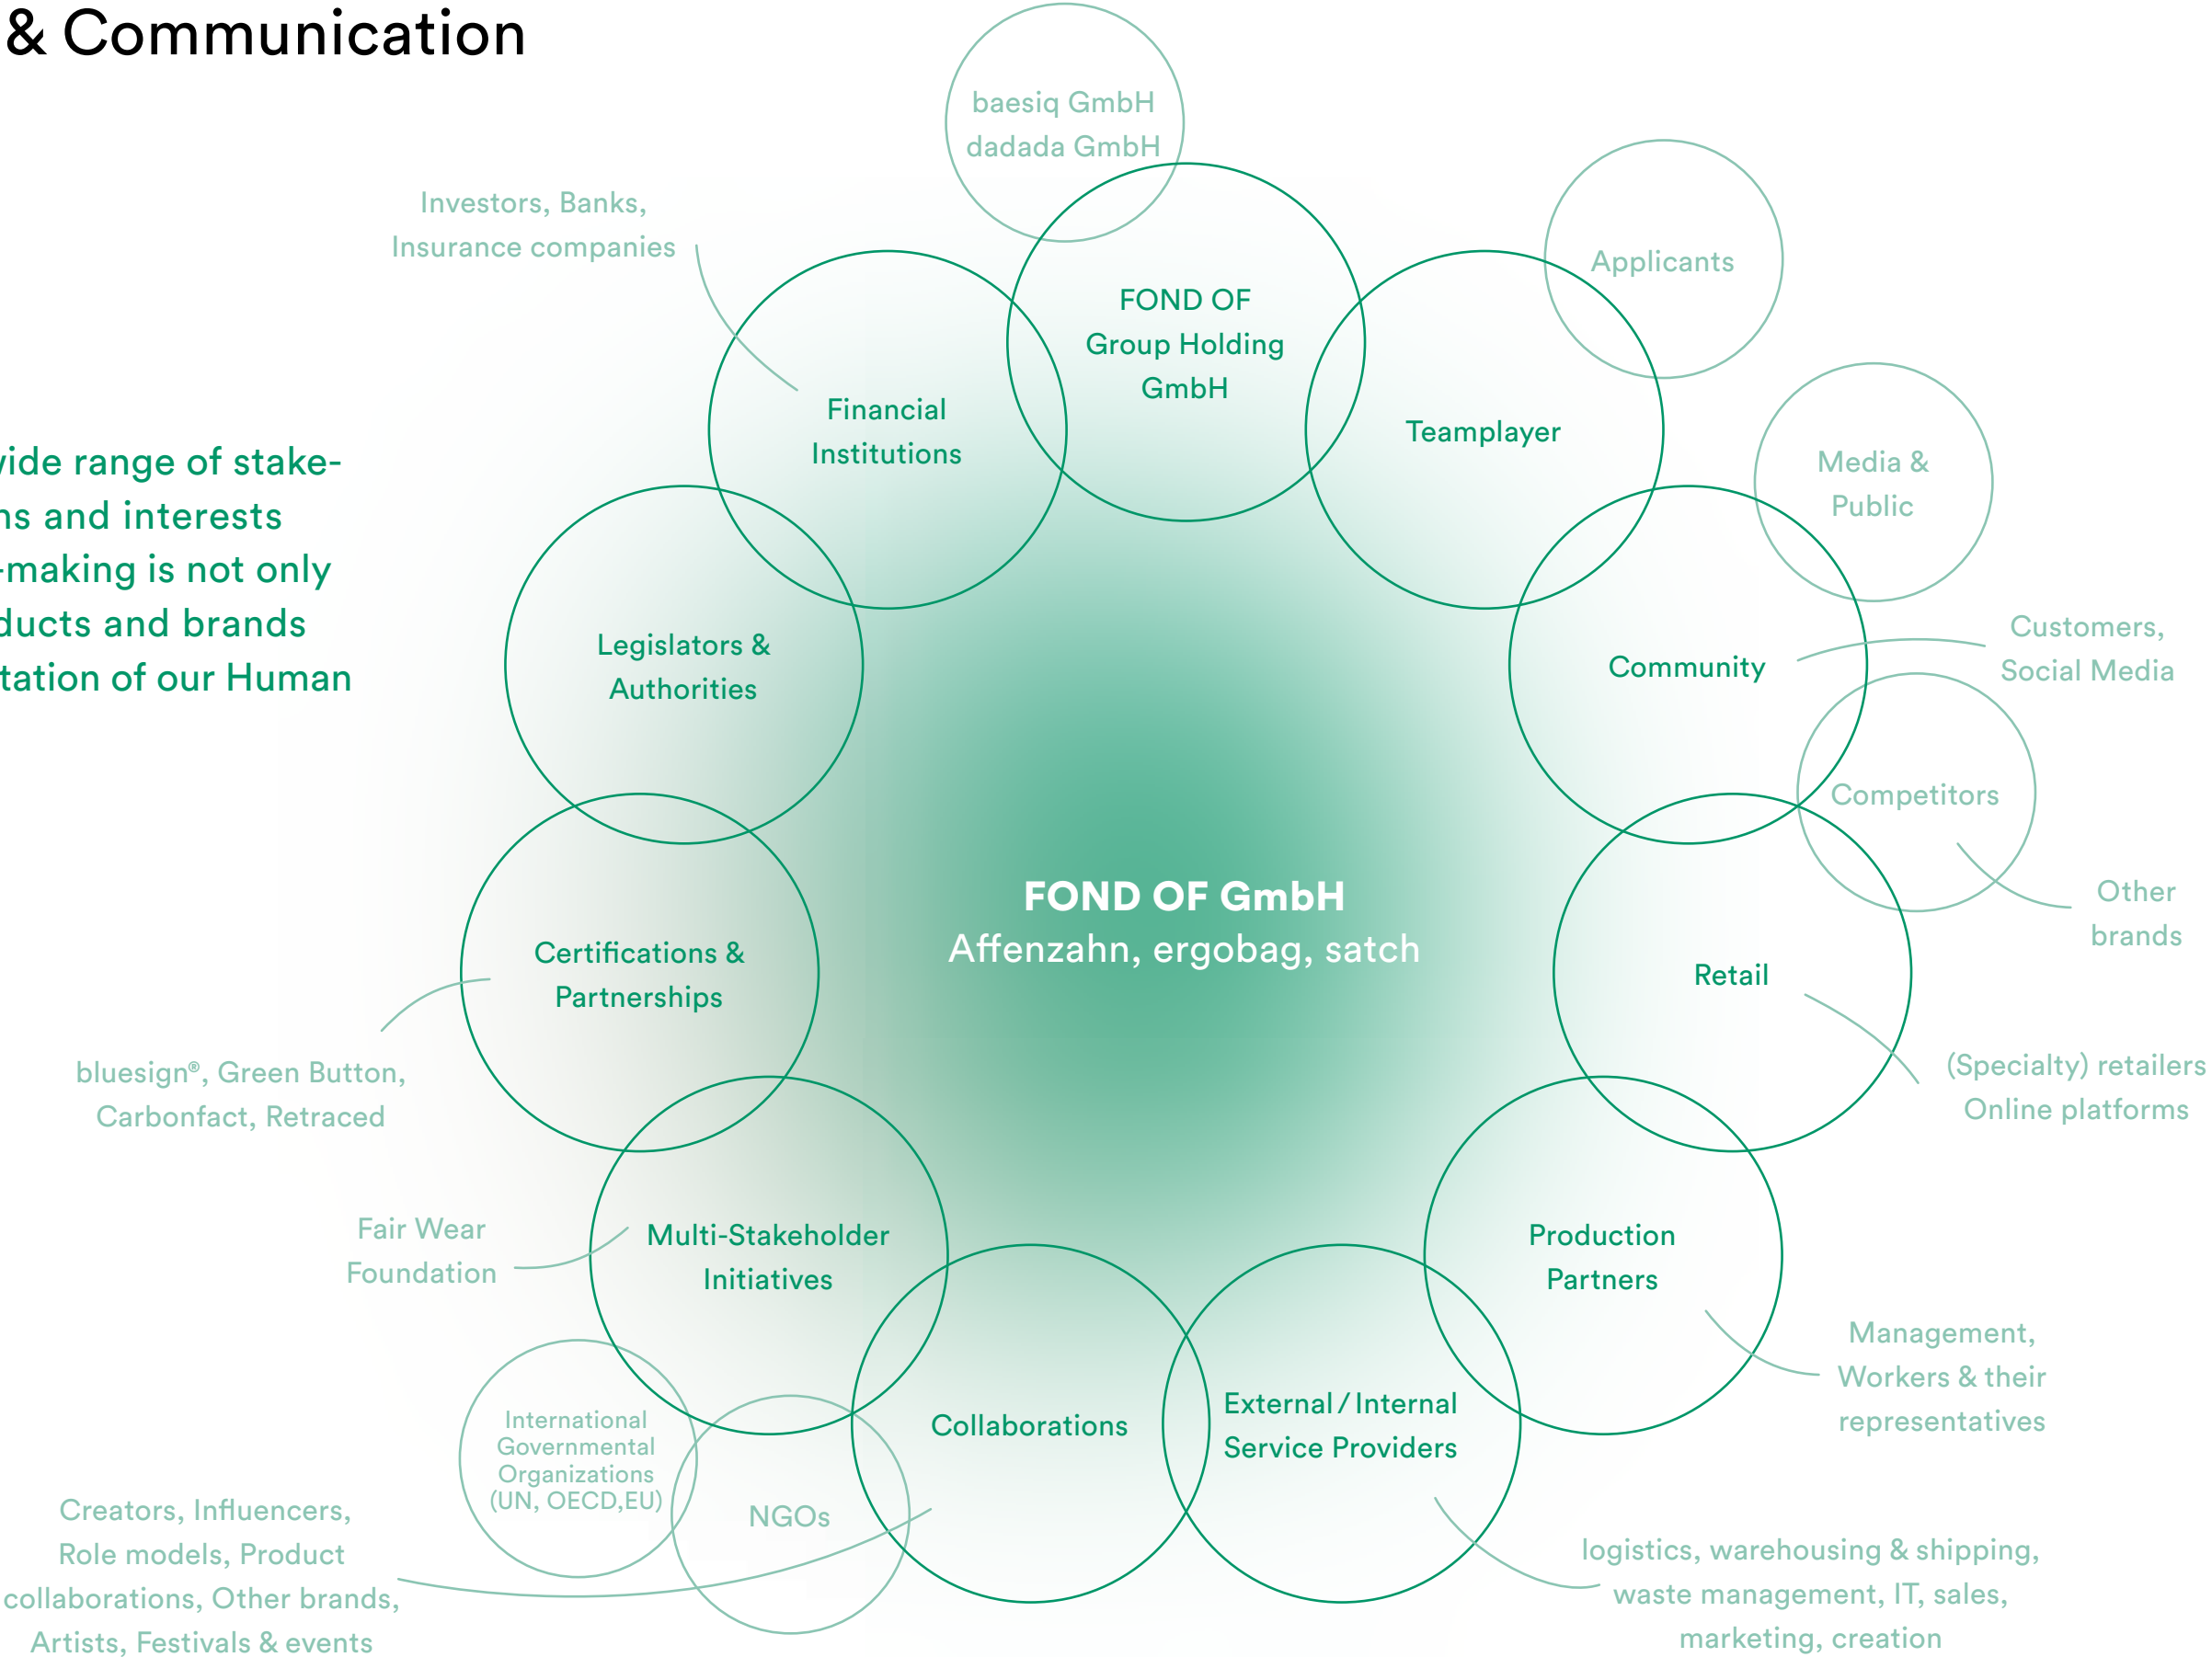 & Communication
baesiq GmbH
dadada GmbH
Investors, Banks,
Insurance companies
Applicants
FOND OF
Group Holding
GmbH
Financial
Institutions
Teamplayer
Media &
Public
wide range of stake-
ns and interests
-making is not only
ducts and brands
tation of our Human
Legislators &
Authorities
Community
Customers,
Social Media
Competitors
Other
brands
FOND OF GmbH
Affenzahn, ergobag, satch
Certifications &
Partnerships
Retail
bluesign®, Green Button,
Carbonfact, Retraced
(Specialty) retailers
Online platforms
Fair Wear
Foundation
Multi-Stakeholder
Initiatives
Production
Partners
Management,
Workers & their
representatives
International
Governmental
Organizations
(UN, OECD,EU)
NGOs
Collaborations
External / Internal
Service Providers
Creators, Influencers,
Role models, Product
collaborations, Other brands,
Artists, Festivals & events
logistics, warehousing & shipping,
waste management, IT, sales,
marketing, creation